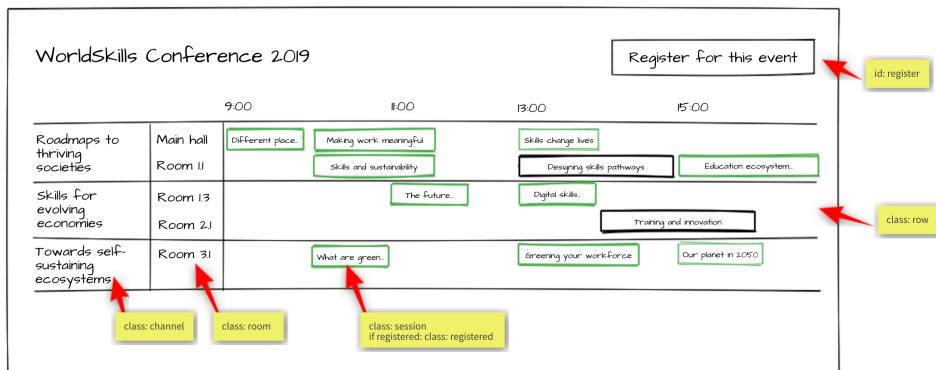 WorldSkills Conference 2019
Register for this event
id: register
9:00 11:00 13:00 15:00
Roadmaps to thriving societies
Main hall
Different place..
Making work meaningful
Skills change lives
Room 1.1
Skills and sustainability
Designing skills pathways
Education ecosystem..
Skills for evolving economies
Room 1.3
The future..
Digital skills..
class: row
Room 2.1
Training and innovation
Towards self-sustaining ecosystems
Room 3.1
What are green..
Greening your workforce
Our planet in 2050
class: channel
class: room
class: session
if registered: class: registered